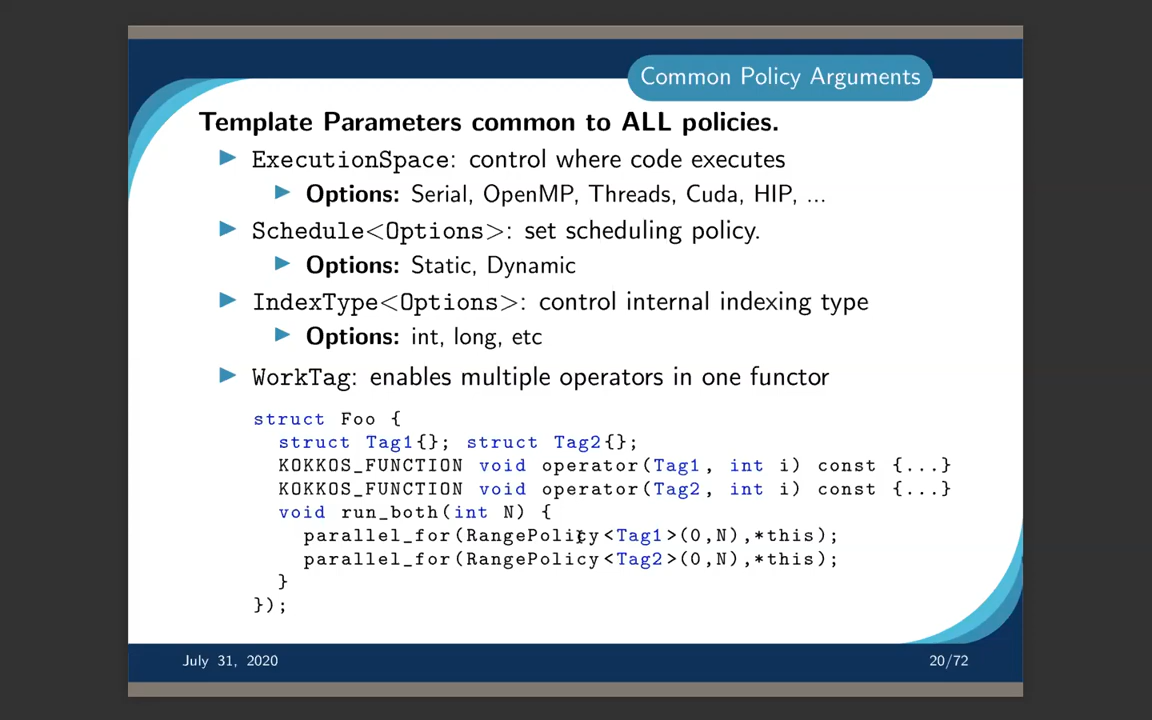 Common Policy Arguments
Template Parameters common to ALL policies.
ExecutionSpace: control where code executes
Options: Serial, OpenMP, Threads, Cuda, HIP, ...
Schedule<Options>: set scheduling policy.
Options: Static, Dynamic
IndexType<Options>: control internal indexing type
Options: int, long, etc
WorkTag: enables multiple operators in one functor
struct Foo {
struct Tag1{}; struct Tag2{};
KOKKOS_FUNCTION void operator(Tag1, int i) const {...}
KOKKOS_FUNCTION void operator(Tag2, int i) const {...}
void run_both(int N) {
parallel_for(RangePolicy<Tag1>(0,N),*this);
parallel_for(RangePolicy<Tag2>(0,N),*this);
}
});
July 31, 2020
20/72